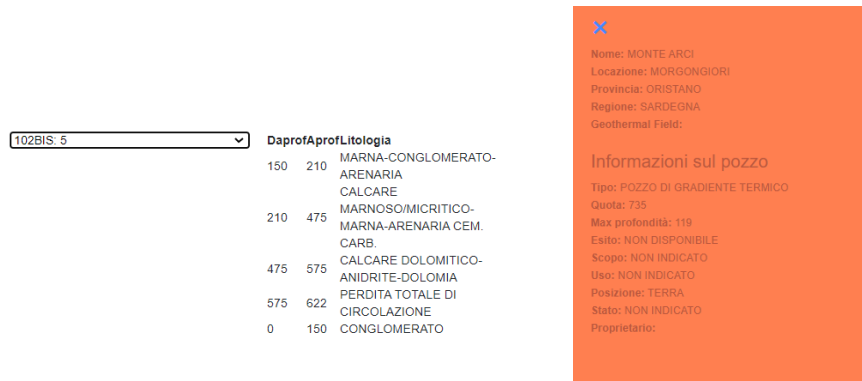 102BIS: 5
DaprofAprofLitologia
150 210 MARNA-CONGLOMERATO-
ARENARIA
210 475 CALCARE
MARNOSO/MICRITICO-
MARNA-ARENARIA CEM.
CARB.
475 575 CALCARE DOLOMITICO-
ANIDRITE-DOLOMIA
575 622 PERDITA TOTALE DI
CIRCOLAZIONE
0 150 CONGLOMERATO
Nome: MONTE ARCI
Locazione: MORGONGIORI
Provincia: ORISTANO
Regione: SARDEGNA
Geothermal Field:
Informazioni sul pozzo
Tipo: POZZO DI GRADIENTE TERMICO
Quota: 735
Max profondità: 119
Esito: NON DISPONIBILE
Scopo: NON INDICATO
Uso: NON INDICATO
Posizione: TERRA
Stato: NON INDICATO
Proprietario: